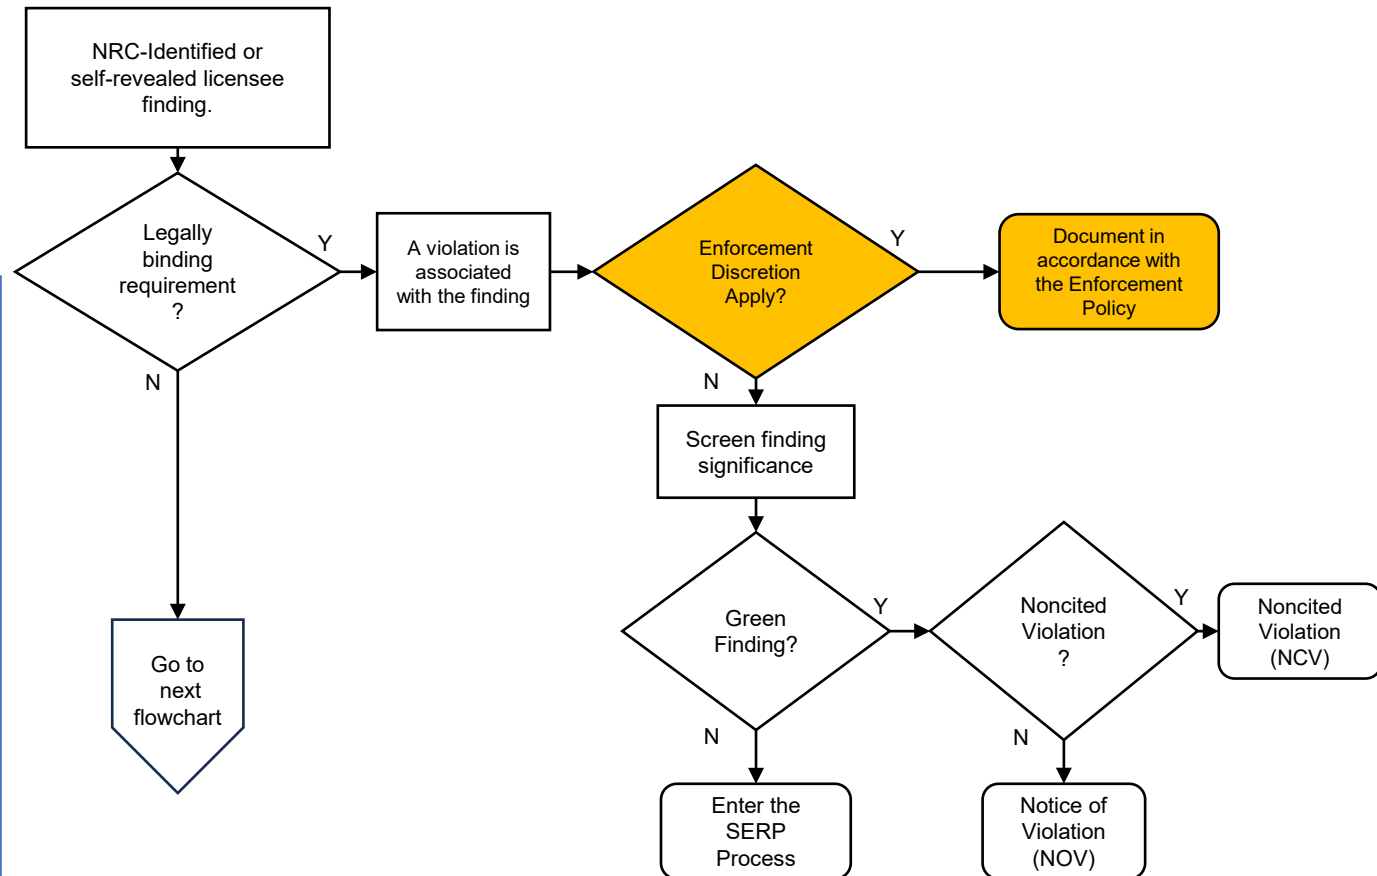 NRC-Identified or
self-revealed licensee
finding.
Legally
binding
requirement
?
Y
N
A violation is
associated
with the finding
Enforcement
Discretion
Apply?
Y
N
Document in
accordance with
the Enforcement
Policy
Screen finding
significance
Green
Finding?
Y
N
Noncited
Violation
?
Y
N
Noncited
Violation
(NCV)
Go to
next
flowchart
Enter the
SERP
Process
Notice of
Violation
(NOV)